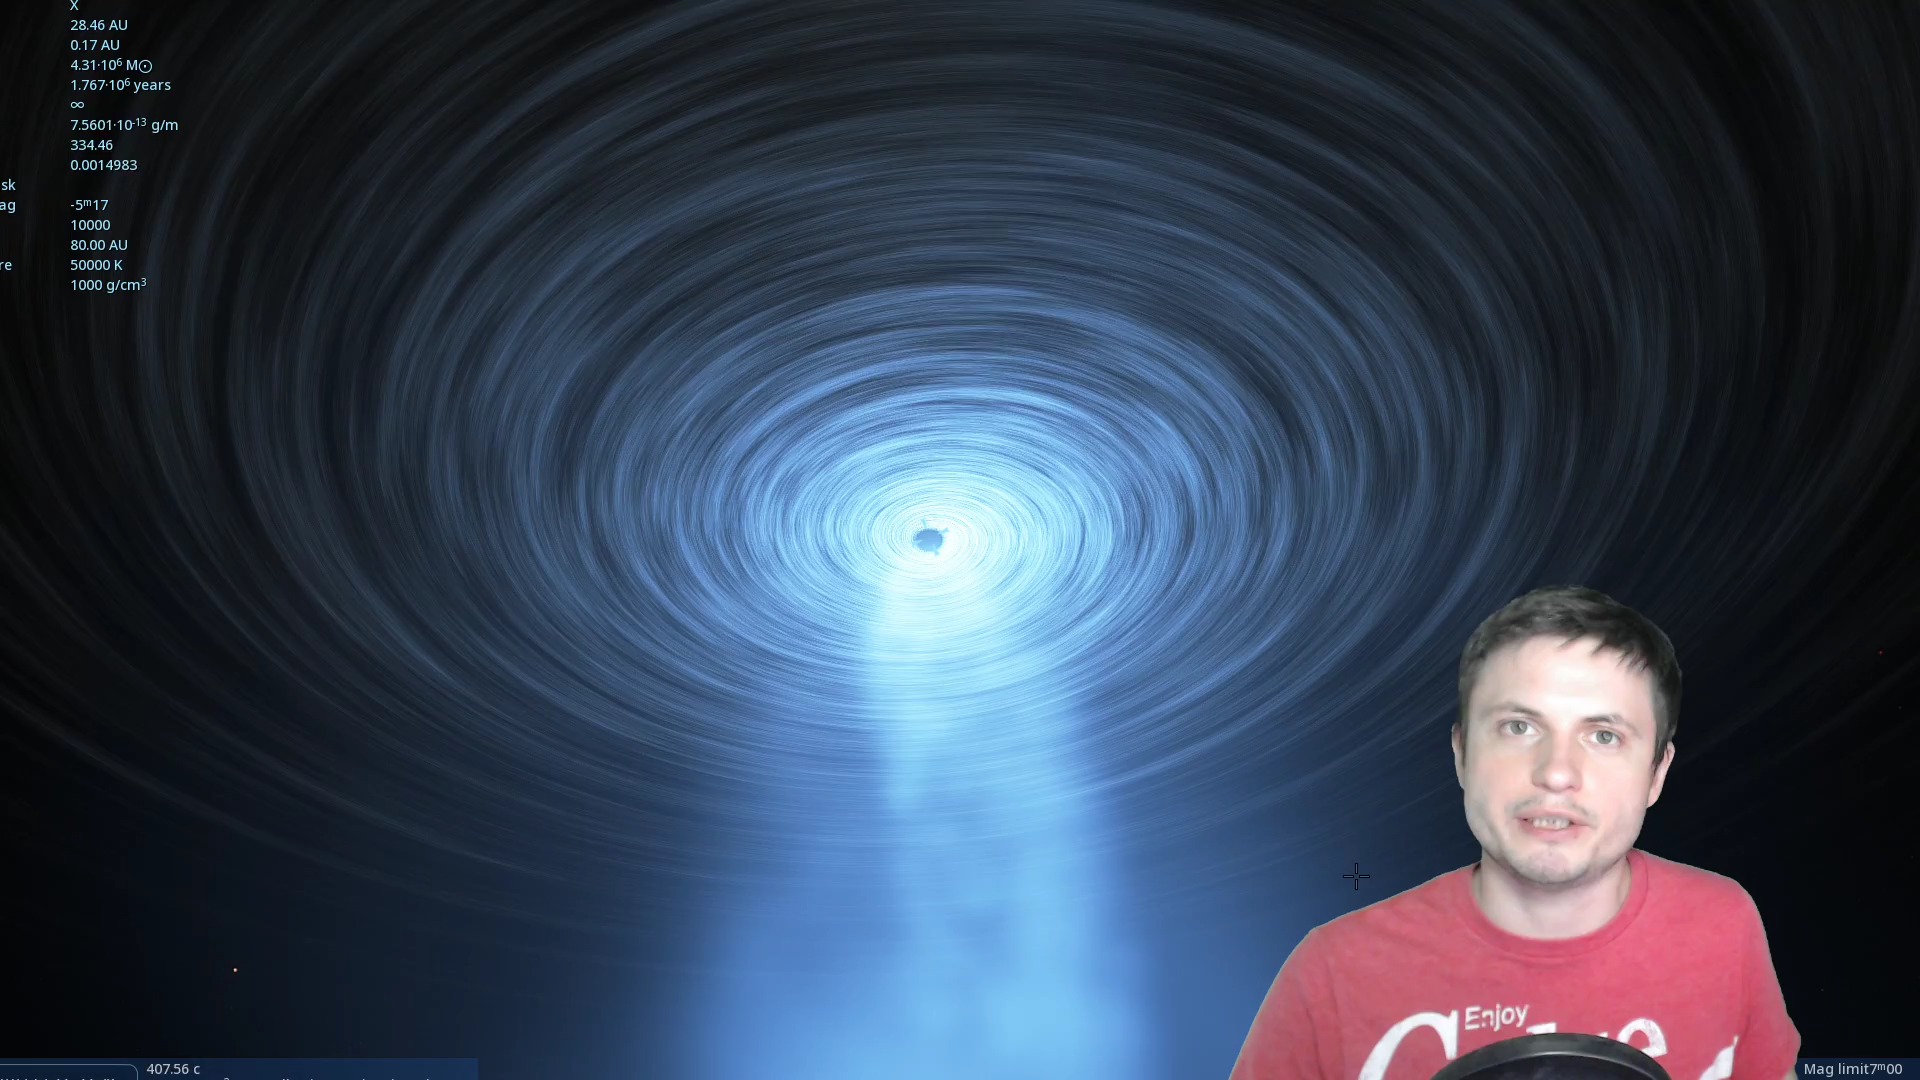 X
28.46 AU
0.17 AU
4.31·10⁶ M⊙
1.767·10⁶ years
∞
7.5601·10⁻¹³ g/m
334.46
0.0014983
sk
ag -5ᵐ17
10000
80.00 AU
re 50000 K
1000 g/cm³
Enjoy
407.56 c
Mag limit7ᵐ00